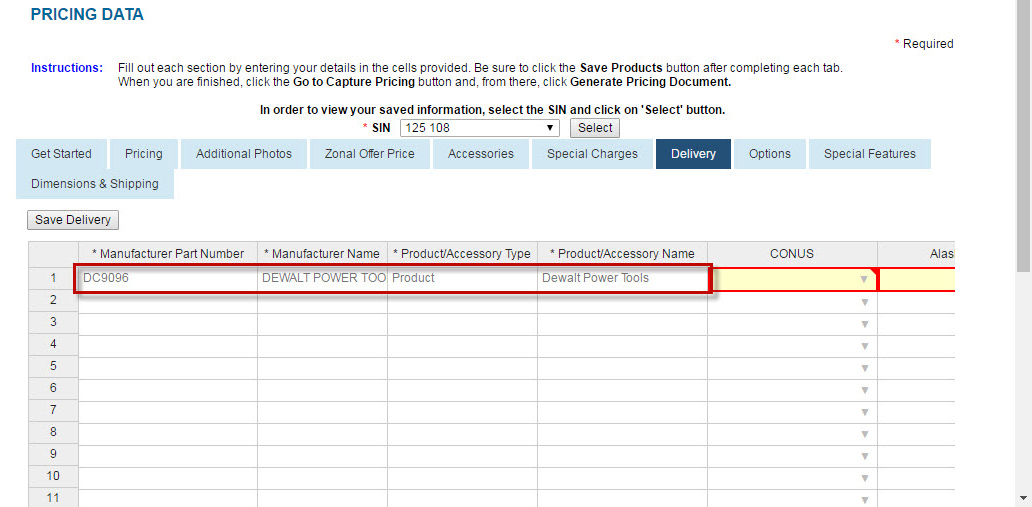 PRICING DATA
* Required
Instructions: Fill out each section by entering your details in the cells provided. Be sure to click the Save Products button after completing each tab.
When you are finished, click the Go to Capture Pricing button and, from there, click Generate Pricing Document.
In order to view your saved information, select the SIN and click on 'Select' button.
* SIN 125 108 Select
Get Started Pricing Additional Photos Zonal Offer Price Accessories Special Charges Delivery Options Special Features
Dimensions & Shipping
Save Delivery
* Manufacturer Part Number * Manufacturer Name * Product/Accessory Type * Product/Accessory Name CONUS Alas
1 DC9096 DEWALT POWER TOO Product Dewalt Power Tools
2
3
4
5
6
7
8
9
10
11